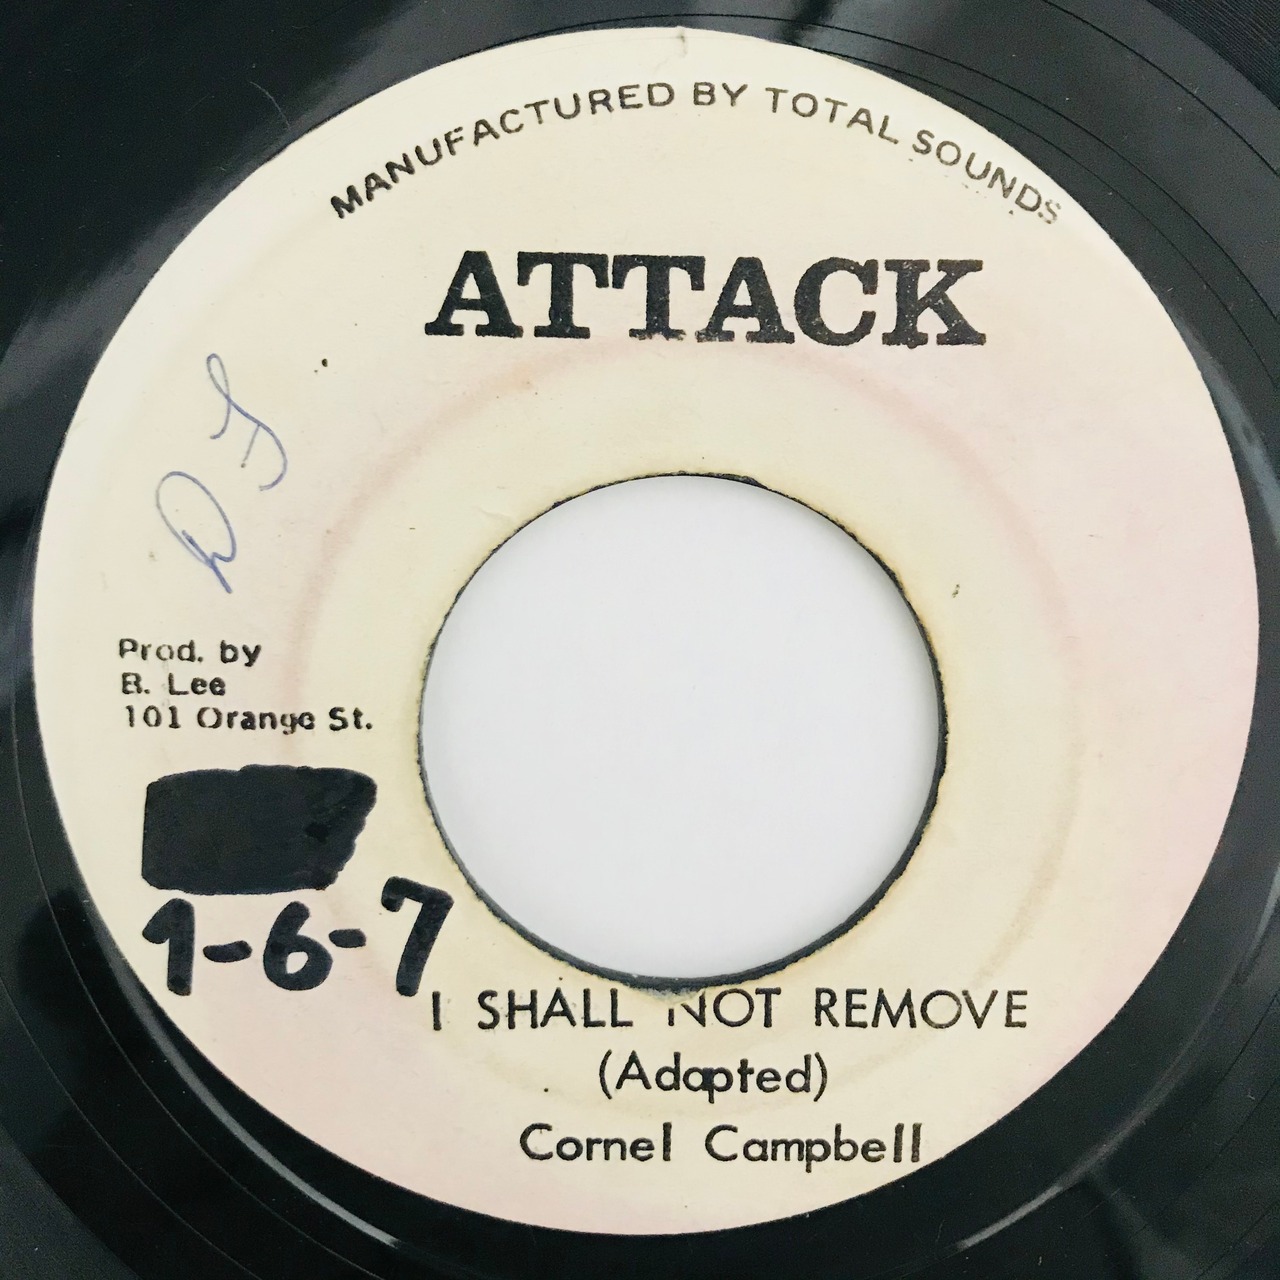 MANUFACTURED BY TOTAL SOUNDS
ATTACK
Prod. by
B. Lee
101 Orange St.
1-6-7
I SHALL NOT REMOVE
(Adapted)
Cornel Campbell